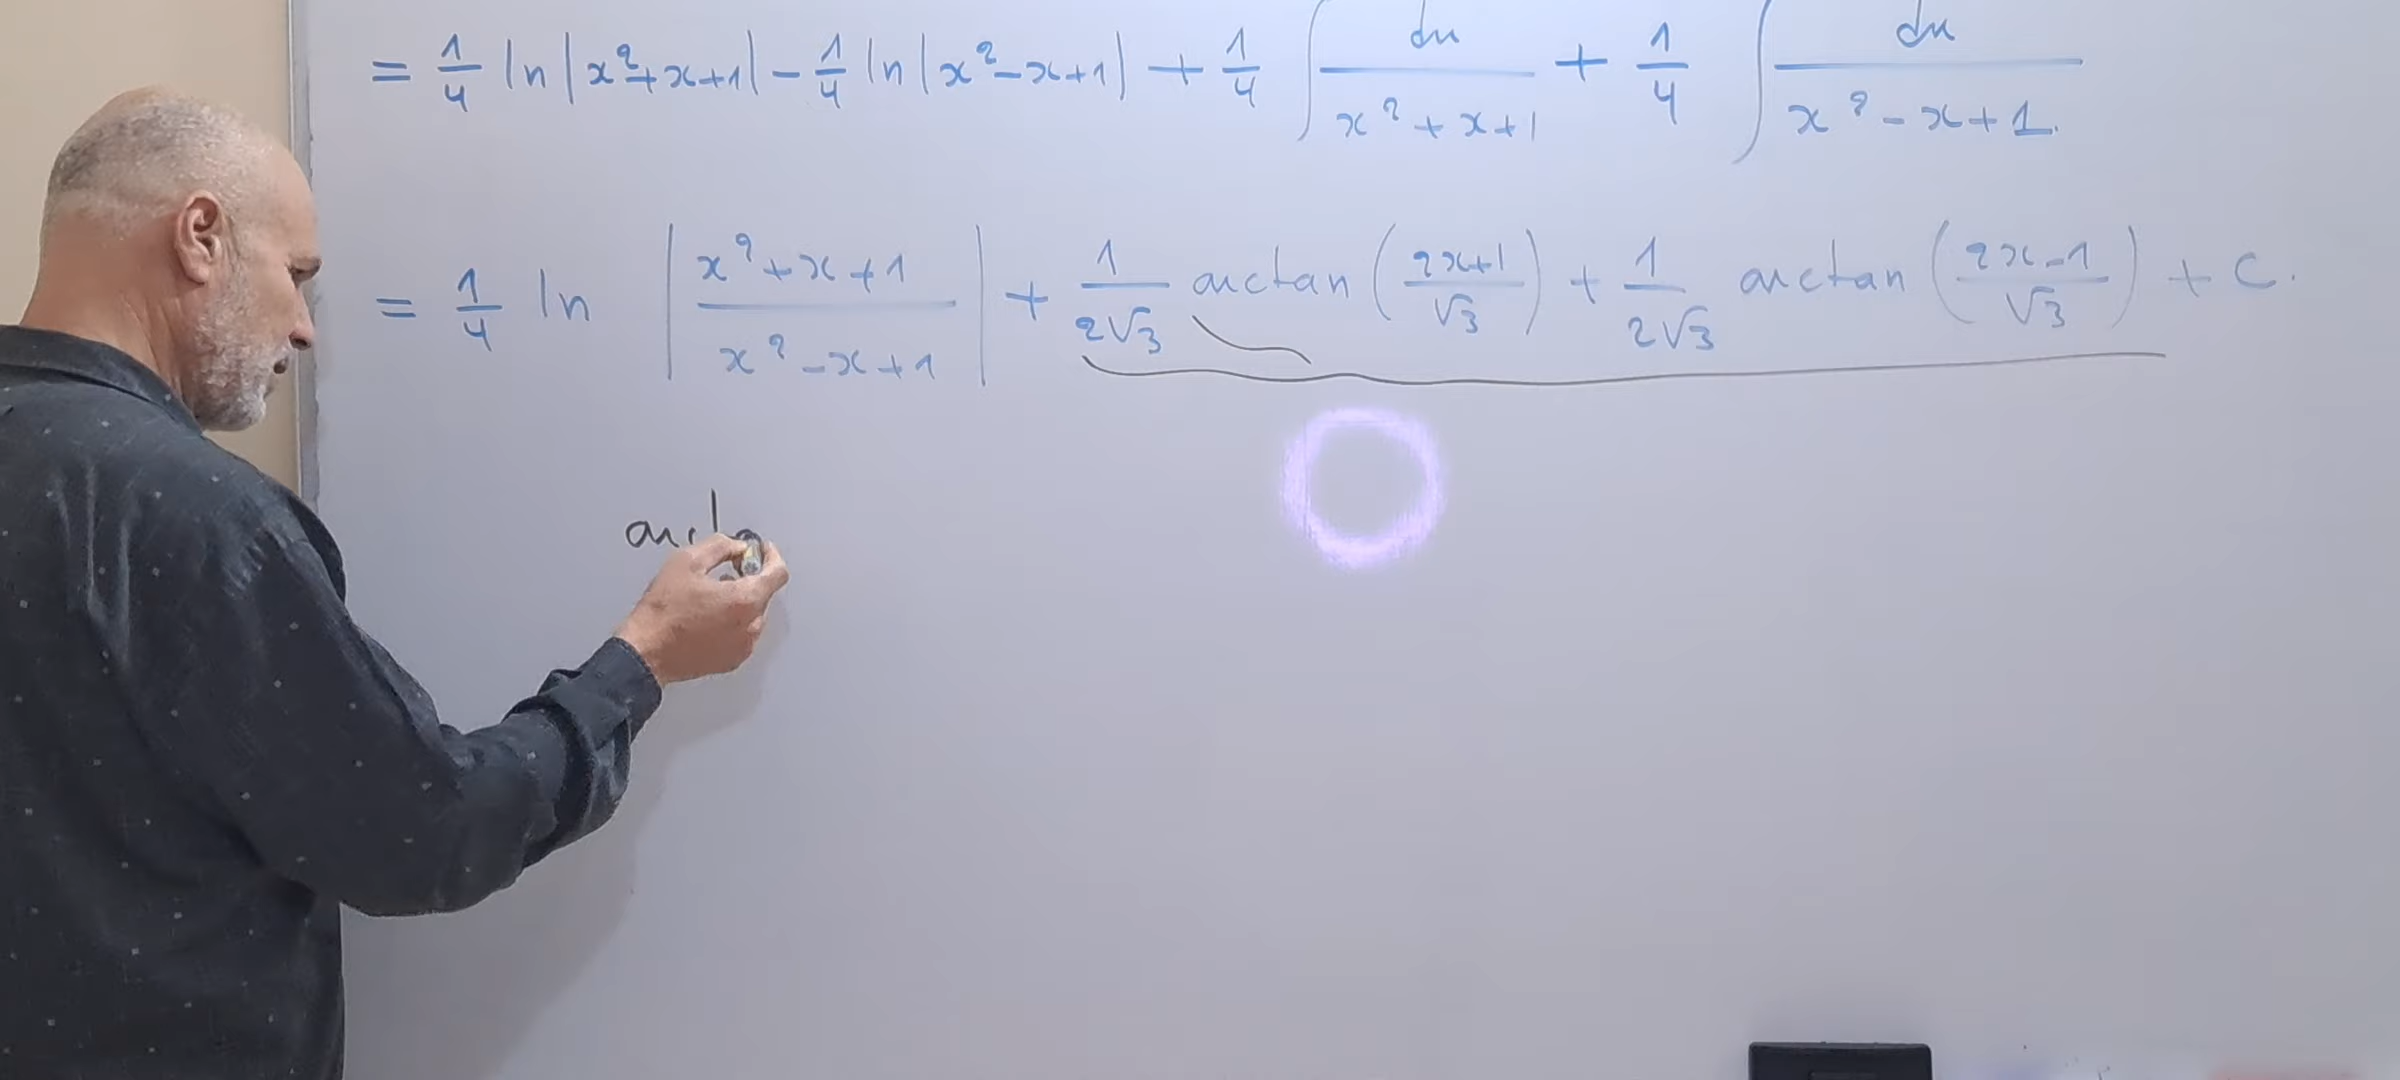 = 1/4 ln |x²+x+1| - 1/4 ln |x²-x+1| + 1/4 ∫ dx/(x²+x+1) + 1/4 ∫ dx/(x²-x+1).
= 1/4 ln |(x²+x+1)/(x²-x+1)| + 1/(2√3) arctan ((2x+1)/√3) + 1/(2√3) arctan ((2x-1)/√3) + C.
arct